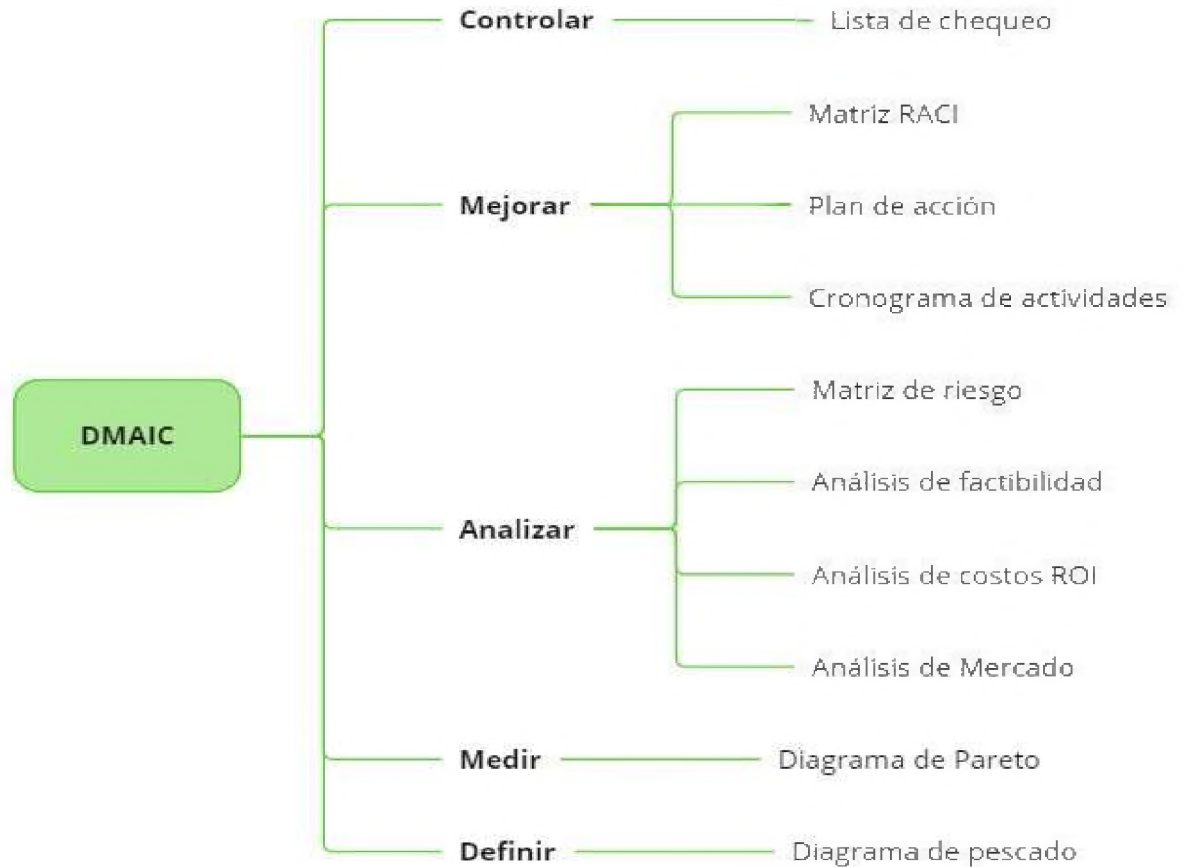 Controlar
Lista de chequeo
Matriz RACI
Mejorar
Plan de acción
Cronograma de actividades
Matriz de riesgo
DMAIC
Análisis de factibilidad
Analizar
Análisis de costos ROI
Análisis de Mercado
Medir
Diagrama de Pareto
Definir
Diagrama de pescado